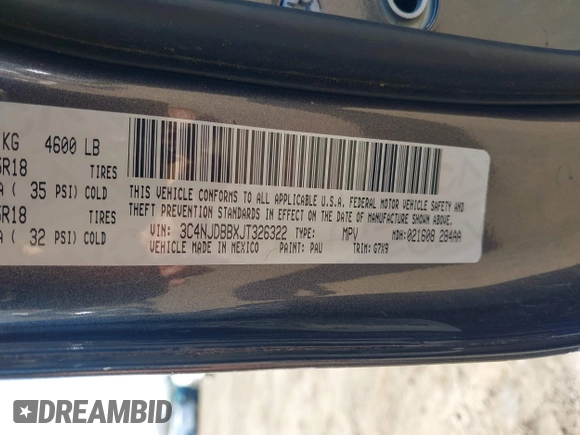 KG 4600 LB
5R18 TIRES
A ( 35 PSI) COLD
5R18 TIRES
A ( 32 PSI) COLD
THIS VEHICLE CONFORMS TO ALL APPLICABLE U.S.A. FEDERAL MOTOR VEHICLE SAFETY AND
THEFT PREVENTION STANDARDS IN EFFECT ON THE DATE OF MANUFACTURE SHOWN ABOVE.
VIN: 3C4NJDBBXJT326322 TYPE: MPV MDH:021608 284AA
VEHICLE MADE IN MEXICO PAINT: PAU TRIM: G7X9
DREAMBID